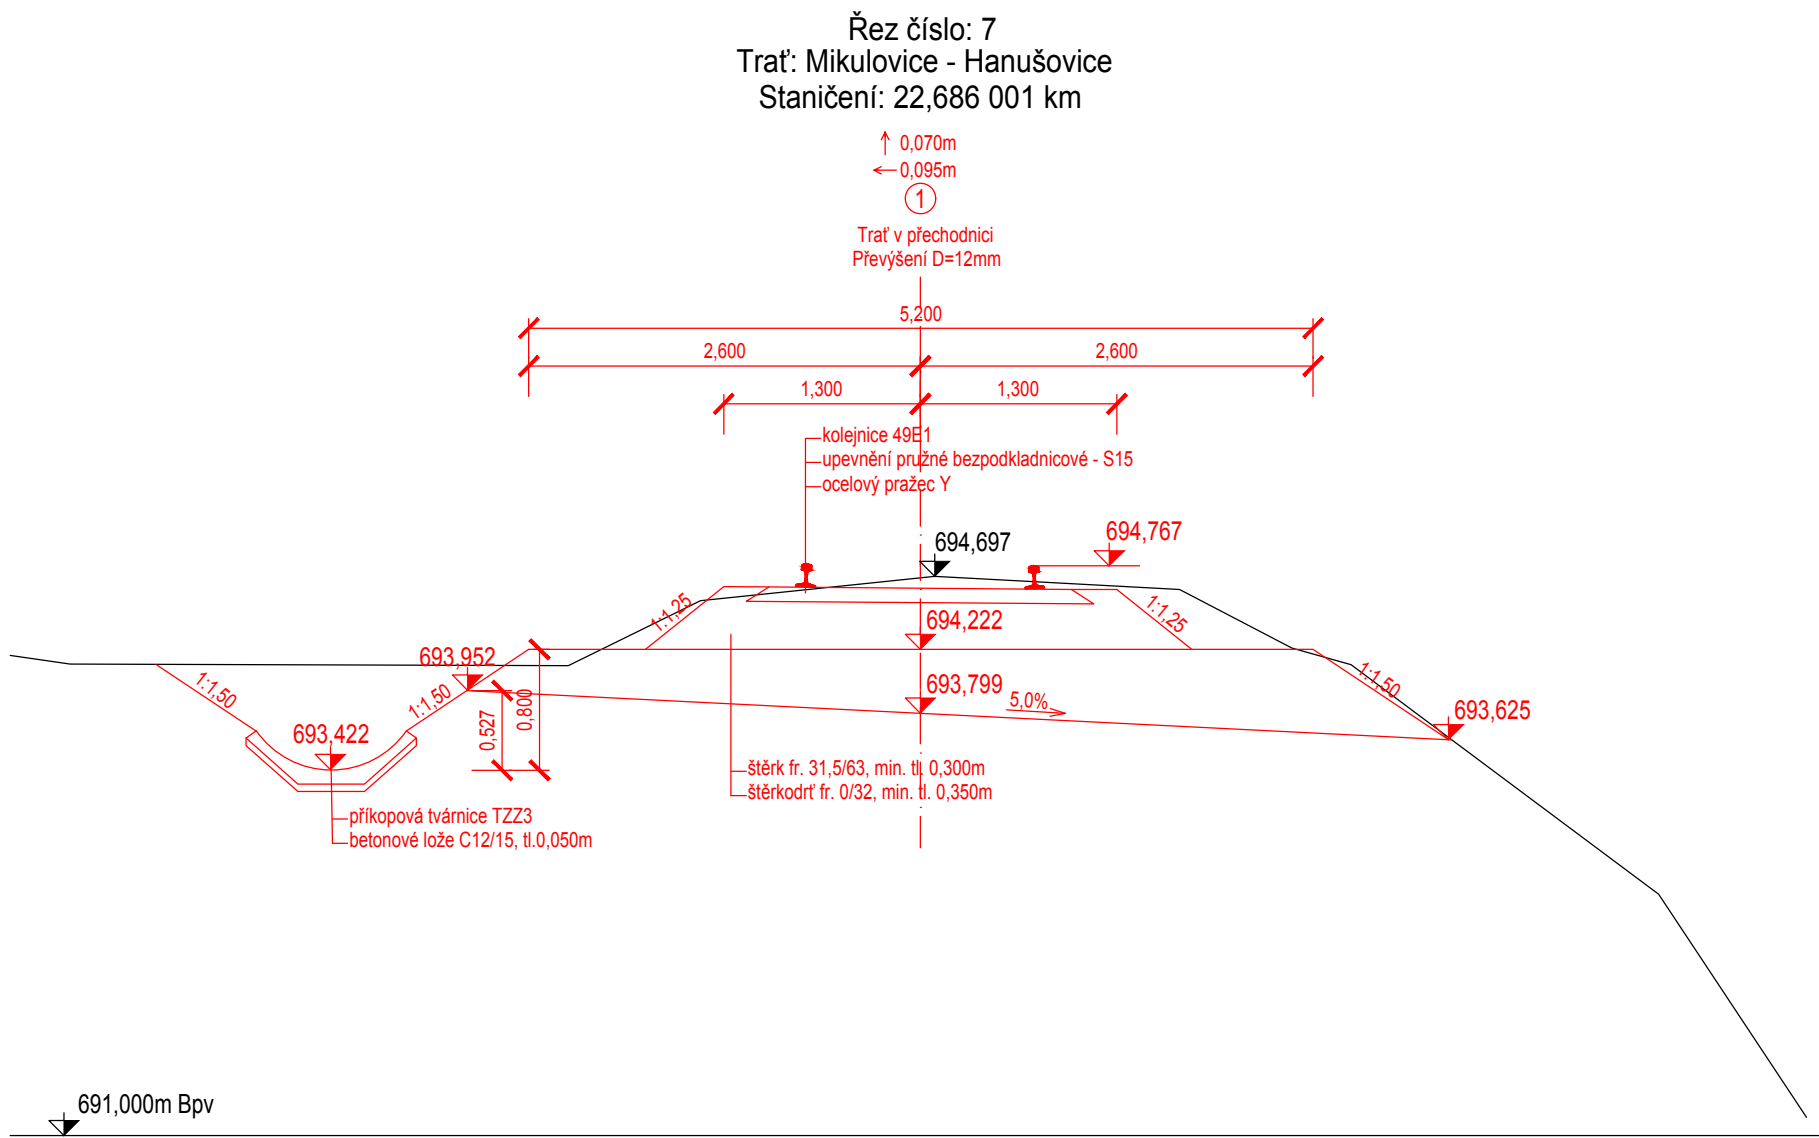 Řez číslo: 7
Trať: Mikulovice - Hanušovice
Staničení: 22,686 001 km
0,070m
0,095m
1
Trať v přechodnici
Převýšení D=12mm
5,200
2,600
2,600
1,300
1,300
kolejnice 49E1
upevnění pružné bezpodkladnicové - S15
ocelový pražec Y
694,767
694,697
1:1,25
1:1,25
694,222
693,952
1:1,50
1:1,50
1:1,50
693,799
5,0%
693,625
0,527
0,800
693,422
štěrk fr. 31,5/63, min. tl. 0,300m
štěrkodrť fr. 0/32, min. tl. 0,350m
příkopová tvárnice TZZ3
betonové lože C12/15, tl.0,050m
691,000m Bpv